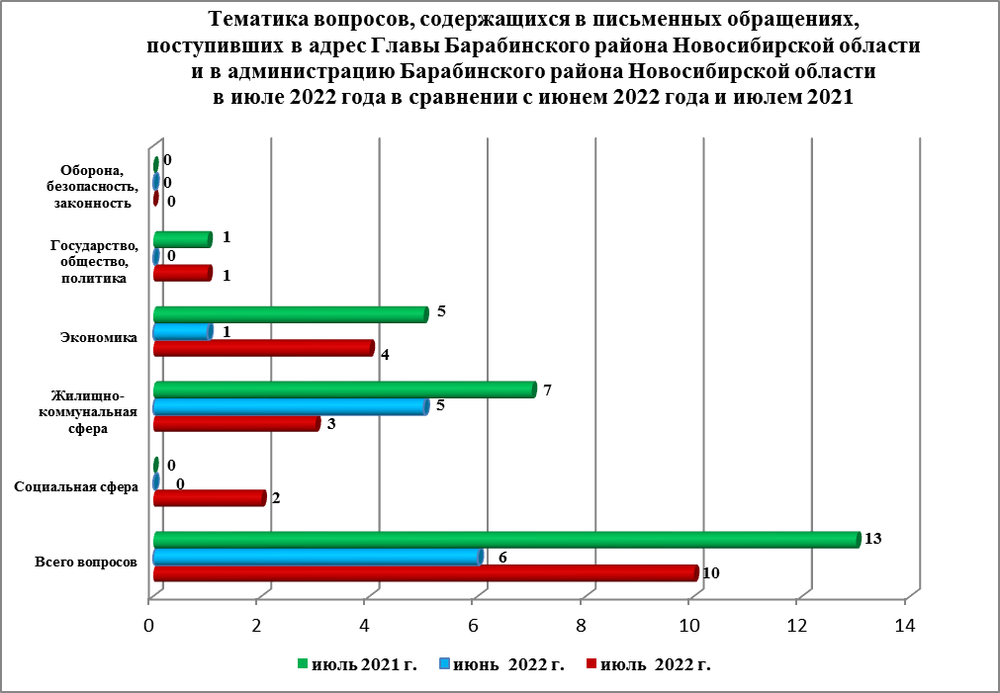 Тематика вопросов, содержащихся в письменных обращениях,
поступивших в адрес Главы Барабинского района Новосибирской области
и в администрацию Барабинского района Новосибирской области
в июле 2022 года в сравнении с июнем 2022 года и июлем 2021
Оборона,
безопасность,
законность
0
0
0
Государство,
общество,
политика
1
0
1
Экономика
5
1
4
Жилищно-
коммунальная
сфера
7
5
3
Социальная сфера
0
0
2
Всего вопросов
13
6
10
0 2 4 6 8 10 12 14
июль 2021 г. июнь 2022 г. июль 2022 г.